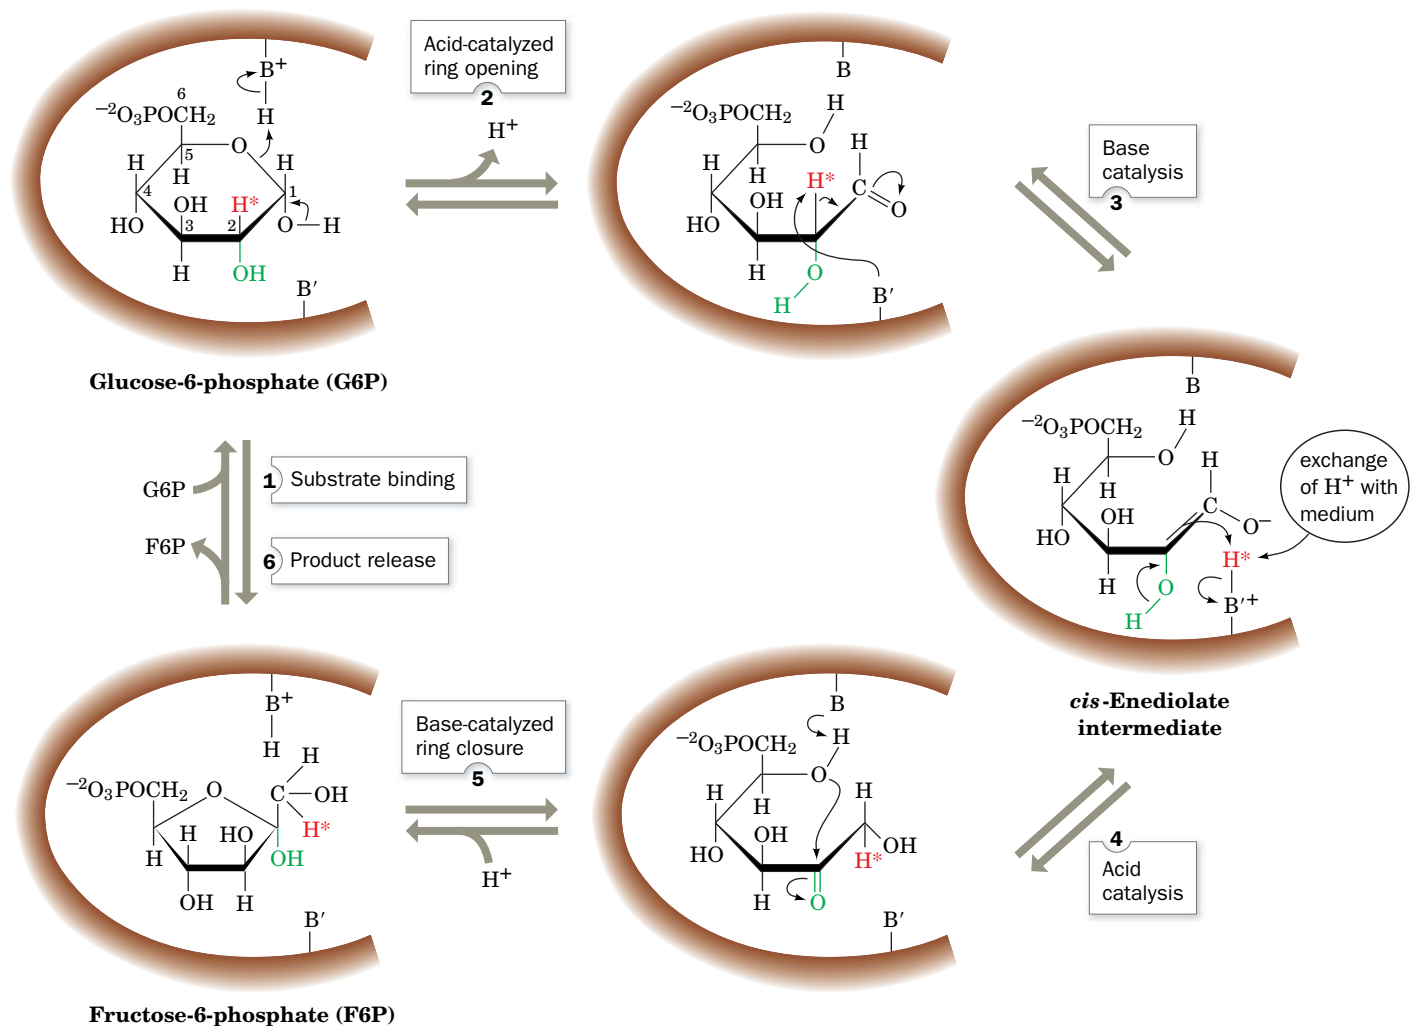 B⁺
H
6
⁻²O₃POCH₂
O
5
H
H
H
4
1
OH
H*
HO
3
2
O—H
H
OH
B′
Glucose-6-phosphate (G6P)
Acid-catalyzed
ring opening
2
H⁺
B
H
⁻²O₃POCH₂
O
H
H
H
H*
C
OH
O
HO
H
O
H
B′
Base
catalysis
3
B
H
⁻²O₃POCH₂
O
H
H
H
C
OH
O⁻
HO
H*
H
O
H
B′⁺
exchange
of H⁺ with
medium
cis-Enediolate
intermediate
G6P
1 Substrate binding
F6P
6 Product release
4
Acid
catalysis
B
H
⁻²O₃POCH₂
O
H
H
H
OH
OH
HO
H*
H
O
B′
Base-catalyzed
ring closure
5
H⁺
B⁺
H
H
⁻²O₃POCH₂
O
C—OH
H*
H
HO
H
OH
OH
H
B′
Fructose-6-phosphate (F6P)